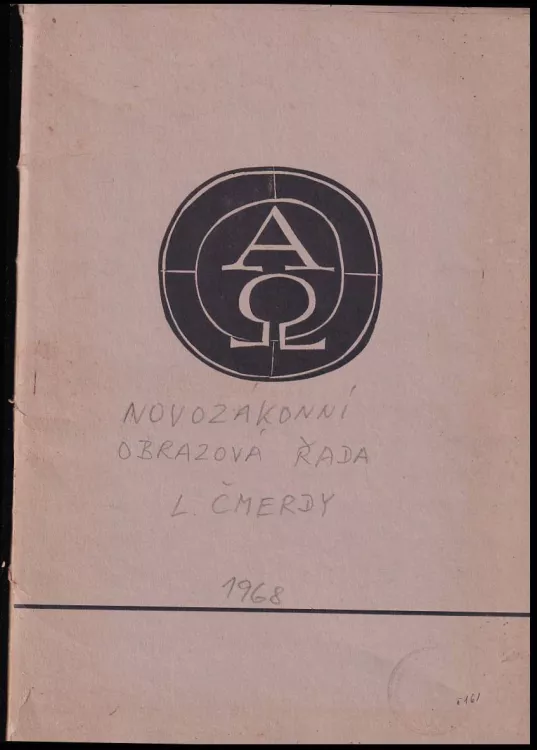 Α
Ω
NOVOZÁKONNÍ
OBRAZOVÁ ŘADA
L. ČMERDY
1968